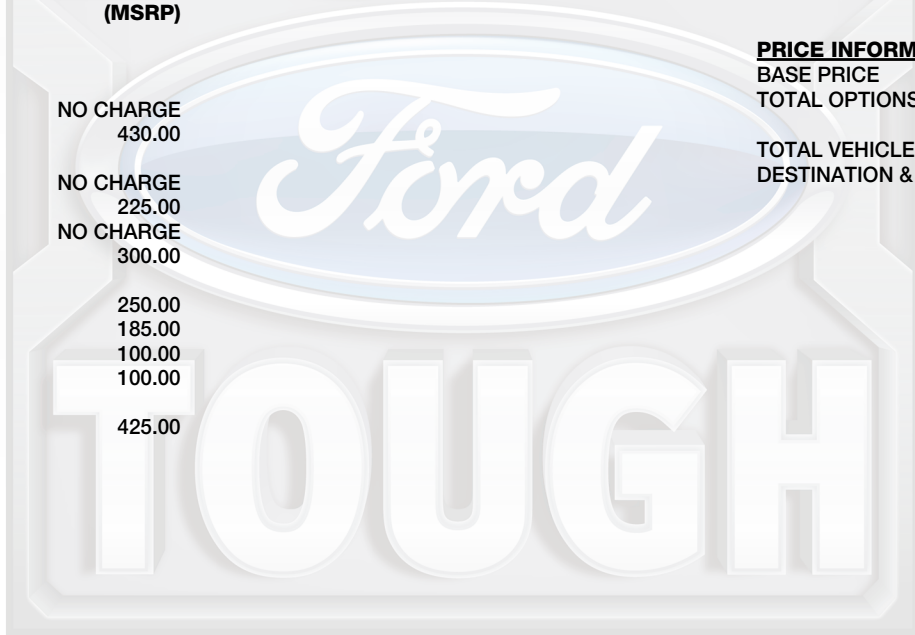 (MSRP)
NO CHARGE
430.00
NO CHARGE
225.00
NO CHARGE
300.00
250.00
185.00
100.00
100.00
425.00
PRICE INFORM
BASE PRICE
TOTAL OPTIONS
TOTAL VEHICLE
DESTINATION &
Ford
TOUGH